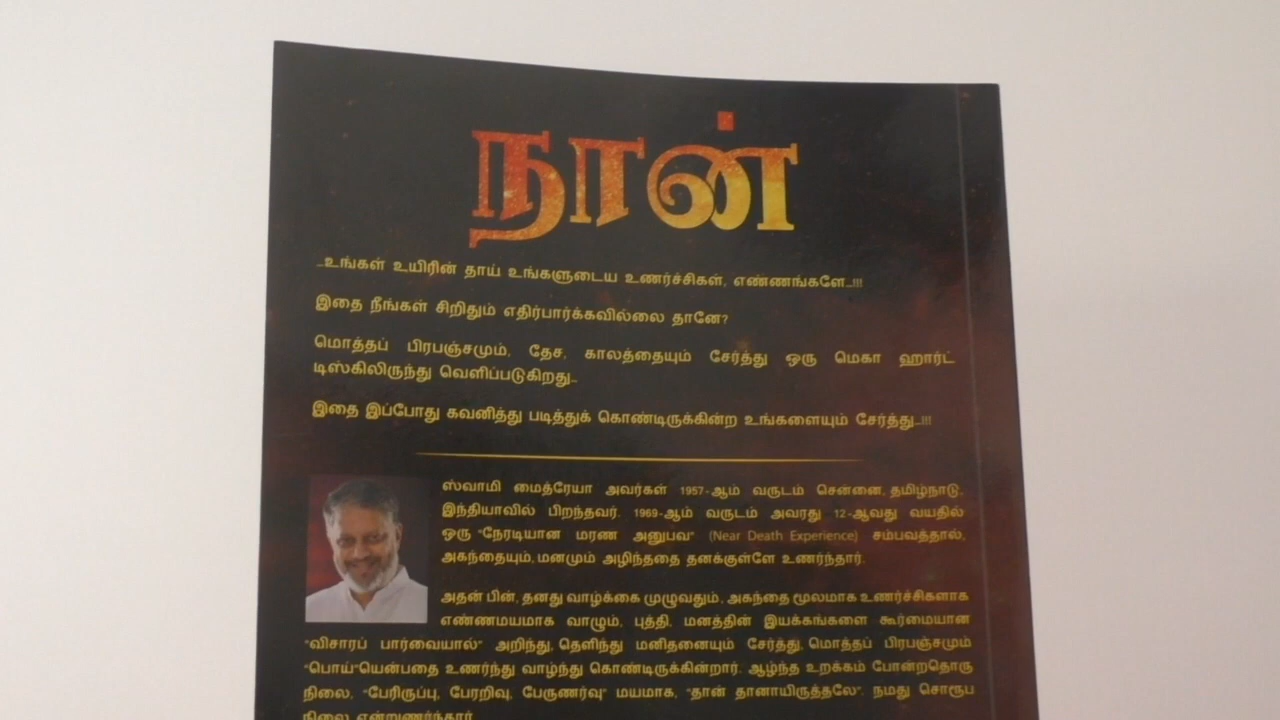 நான்
...உங்கள் உயிரின் தாய் உங்களுடைய உணர்ச்சிகள், எண்ணங்களே...!!!
இதை நீங்கள் சிறிதும் எதிர்பார்க்கவில்லை தானே?
மொத்தப் பிரபஞ்சமும், தேச, காலத்தையும் சேர்த்து ஒரு மெகா ஹார்ட்
டிஸ்கிலிருந்து வெளிப்படுகிறது...
இதை இப்போது கவனித்து படித்துக் கொண்டிருக்கின்ற உங்களையும் சேர்த்து...!!!
ஸ்வாமி மைத்ரேயா அவர்கள் 1957-ஆம் வருடம் சென்னை, தமிழ்நாடு,
இந்தியாவில் பிறந்தவர். 1969-ஆம் வருடம் அவரது 12-ஆவது வயதில்
ஒரு "நேரடியான மரண அனுபவ" (Near Death Experience) சம்பவத்தால்,
அகந்தையும், மனமும் அழிந்ததை தனக்குள்ளே உணர்ந்தார்.
அதன் பின், தனது வாழ்க்கை முழுவதும், அகந்தை மூலமாக உணர்ச்சிகளாக
எண்ணமயமாக வாழும், புத்தி, மனத்தின் இயக்கங்களை கூர்மையான
"விசாரப் பார்வையால்" அறிந்து, தெளிந்து மனிதனையும் சேர்த்து, மொத்தப் பிரபஞ்சமும்
"பொய்"யென்பதை உணர்ந்து வாழ்ந்து கொண்டிருக்கின்றார். ஆழ்ந்த உறக்கம் போன்றதொரு
நிலை, "பேரிருப்பு, பேரறிவு, பேருணர்வு" மயமாக, "தான் தானாயிருத்தலே", நமது சொரூப
நிலை என்றுணர்ந்தார்.